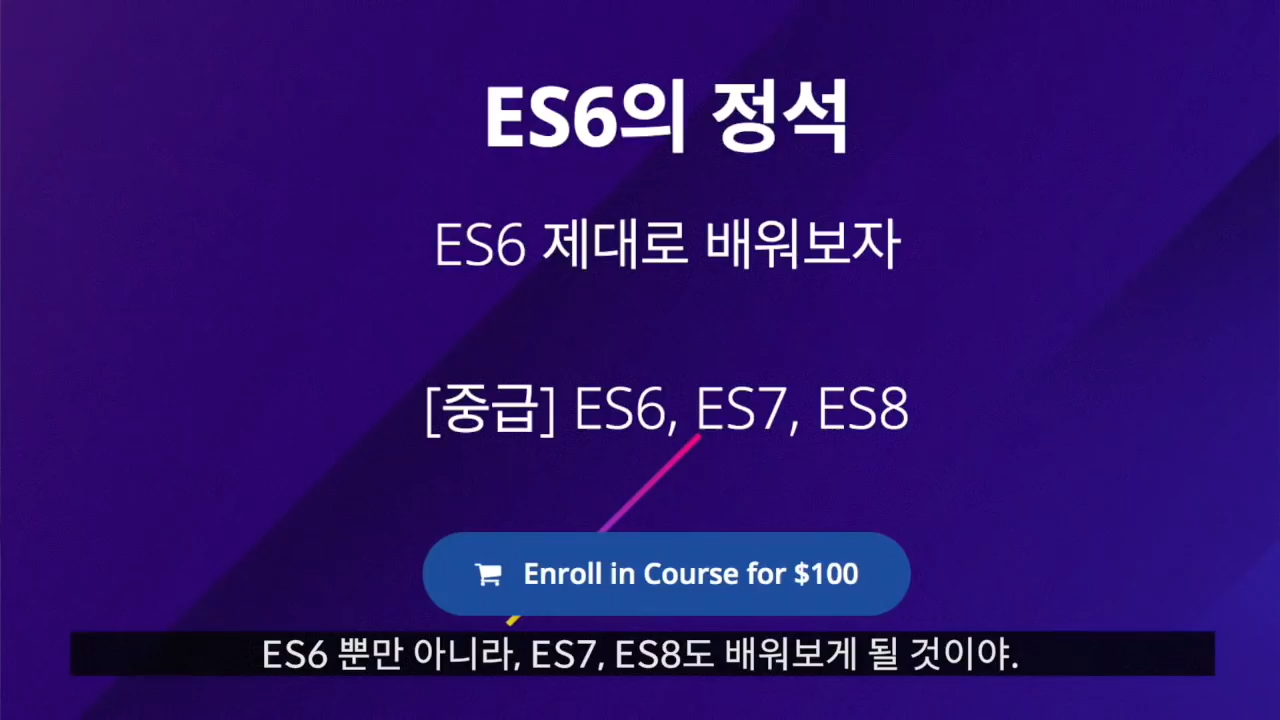 ES6의 정석
ES6 제대로 배워보자
[중급] ES6, ES7, ES8
Enroll in Course for $100
ES6 뿐만 아니라, ES7, ES8도 배워보게 될 것이야.